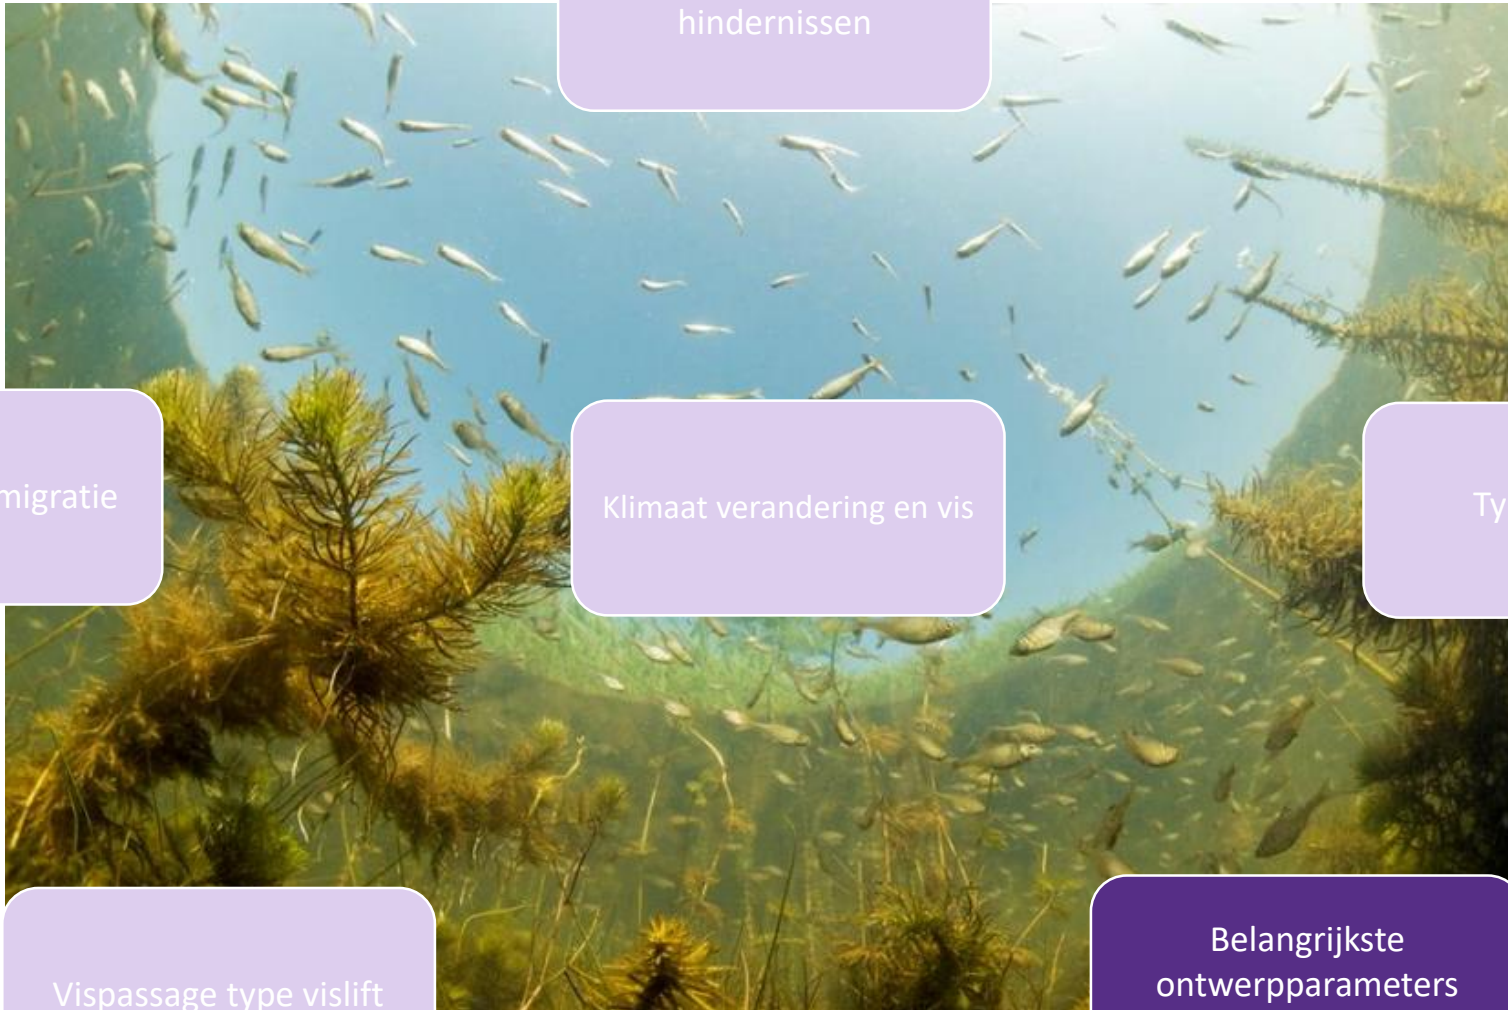 hindernissen
migratie
Klimaat verandering en vis
Ty
Belangrijkste
ontwerpparameters
Vispassage type vislift